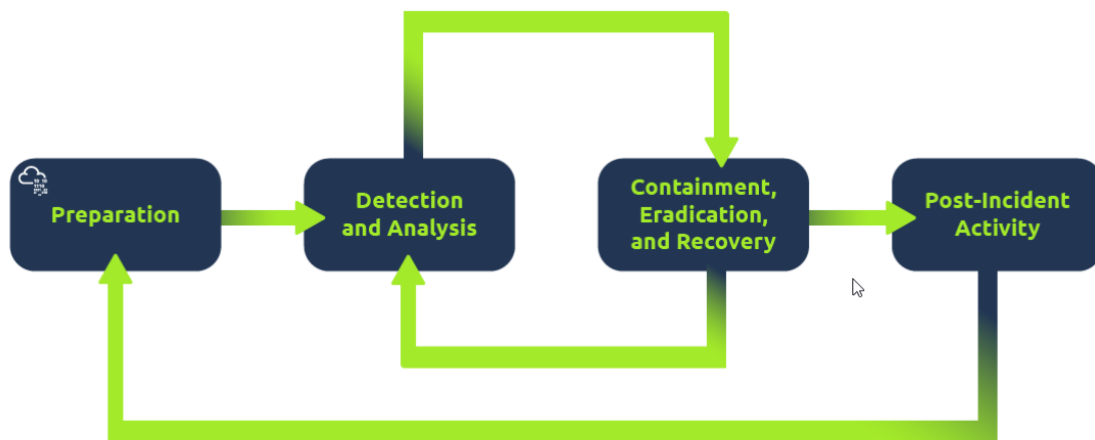 Preparation
Detection
and Analysis
Containment,
Eradication,
and Recovery
Post-Incident
Activity